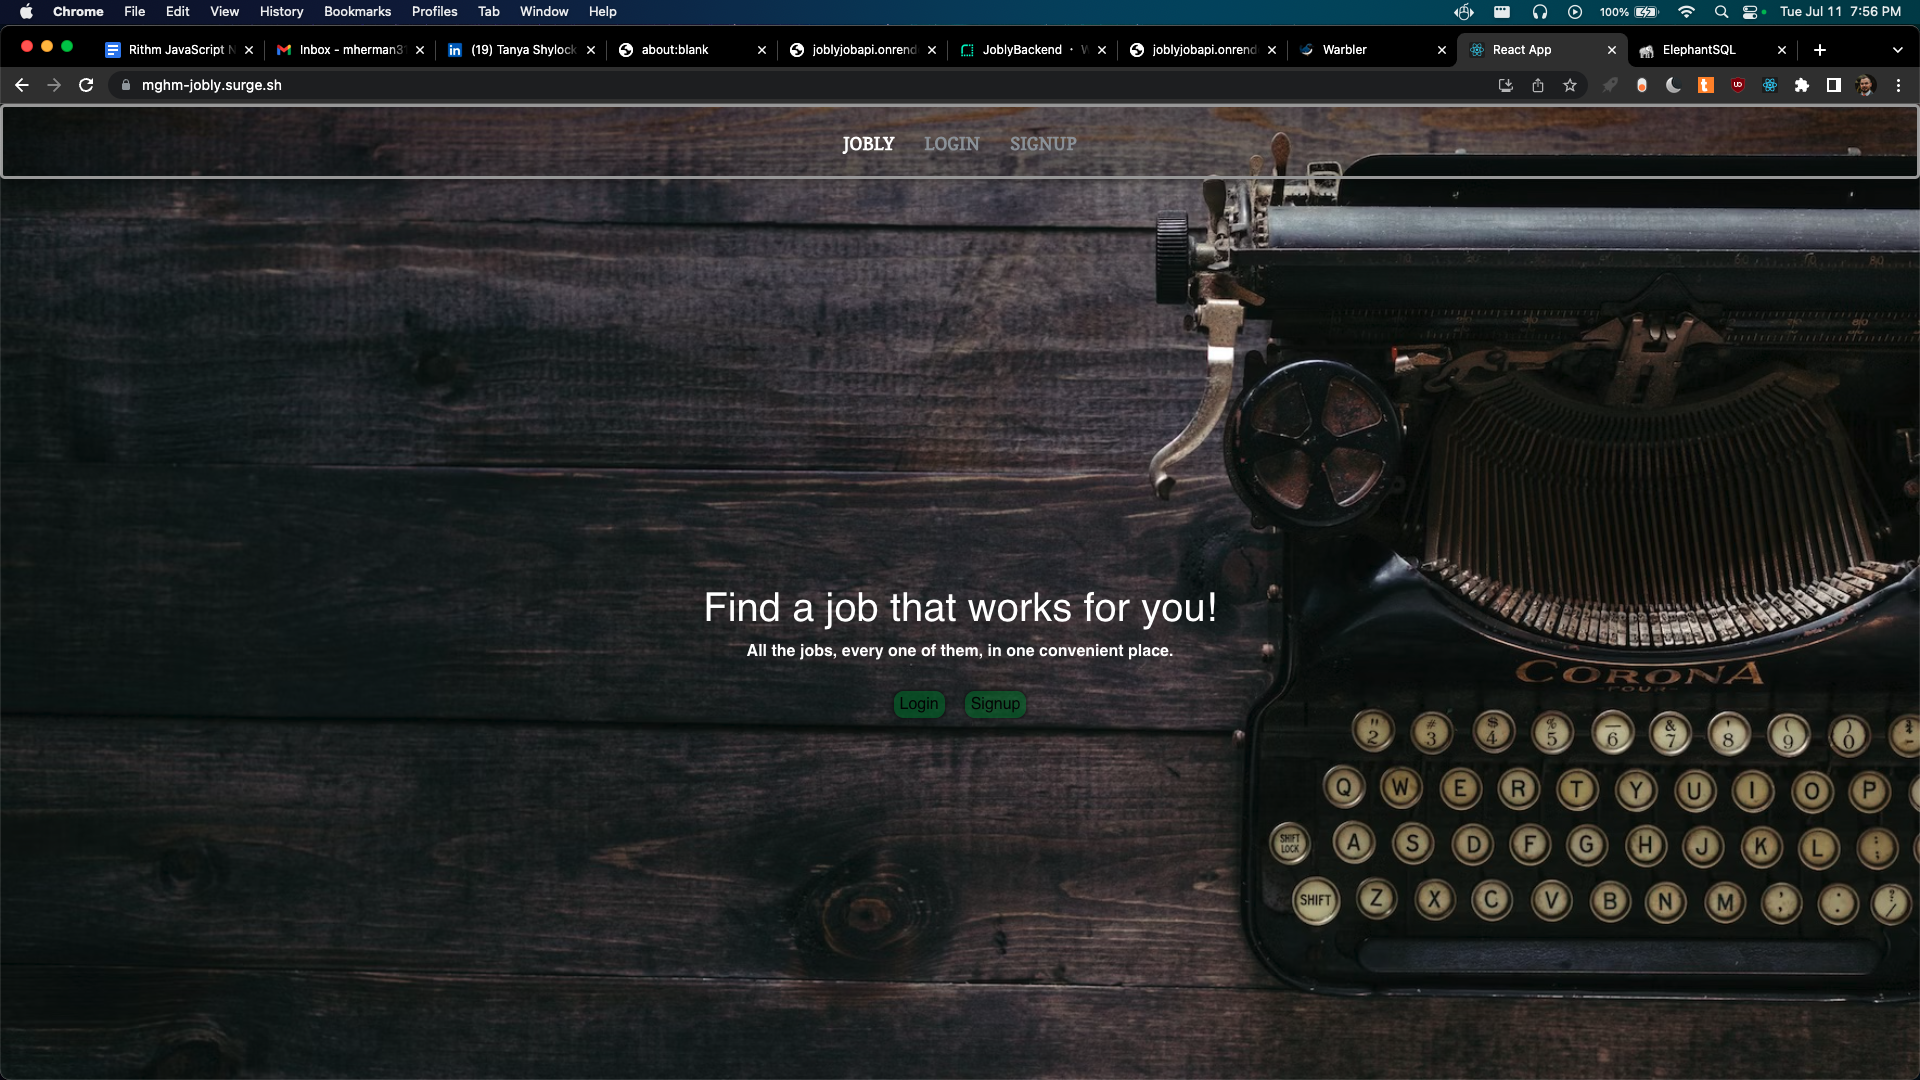 Chrome File Edit View History Bookmarks Profiles Tab Window Help 100% Tue Jul 11 7:56 PM
Rithm JavaScript N Inbox - mherman31 (19) Tanya Shylock about:blank joblyjobapi.onrend JoblyBackend · W joblyjobapi.onrend Warbler React App ElephantSQL
mghm-jobly.surge.sh
JOBLY LOGIN SIGNUP
Find a job that works for you!
All the jobs, every one of them, in one convenient place.
Login Signup
CORONA
-FOUR-
" 2 # 3 $ 4 % 5 _ 6 & 7 ' 8 ( 9 ) 0
Q W E R T Y U I O P
SHIFT LOCK A S D F G H J K L ;
SHIFT Z X C V B N M , . ? /